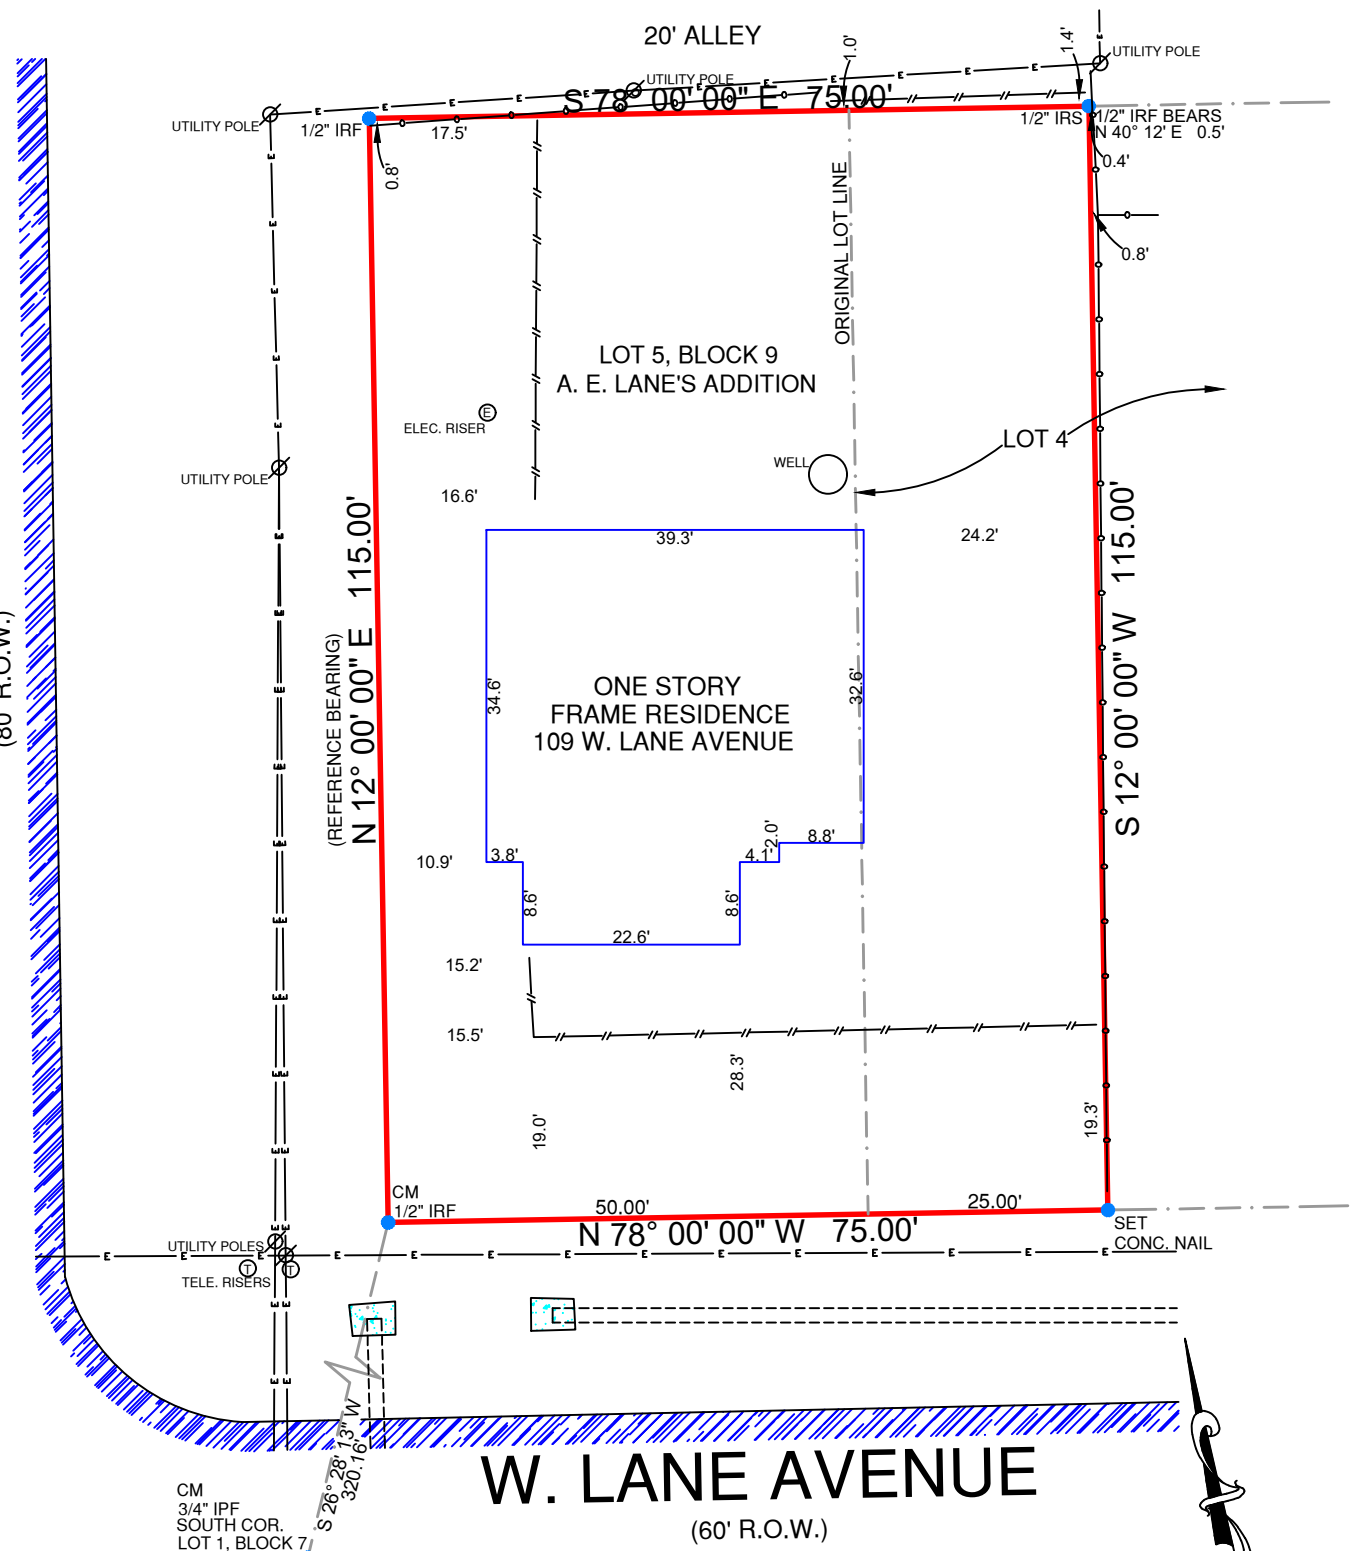 20' ALLEY
1.0'
1.4'
UTILITY POLE
UTILITY POLE
S 78° 00' 00" E 75.00'
UTILITY POLE
1/2" IRF
17.5'
0.8'
1/2" IRS
1/2" IRF BEARS
N 40° 12' E 0.5'
0.4'
0.8'
ORIGINAL LOT LINE
LOT 5, BLOCK 9
A. E. LANE'S ADDITION
E
ELEC. RISER
LOT 4
WELL
UTILITY POLE
16.6'
39.3'
24.2'
N 12° 00' 00" E 115.00'
(REFERENCE BEARING)
S 12° 00' 00" W 115.00'
(80' R.O.W.)
34.6'
32.6'
ONE STORY
FRAME RESIDENCE
109 W. LANE AVENUE
10.9'
3.8'
4.1'
2.0'
8.8'
8.6'
8.6'
22.6'
15.2'
15.5'
28.3'
19.0'
19.3'
CM
1/2" IRF
50.00'
25.00'
N 78° 00' 00" W 75.00'
SET
CONC. NAIL
UTILITY POLES
T
T
TELE. RISERS
S 26° 28' 13" W
320.16'
W. LANE AVENUE
(60' R.O.W.)
CM
3/4" IPF
SOUTH COR.
LOT 1, BLOCK 7